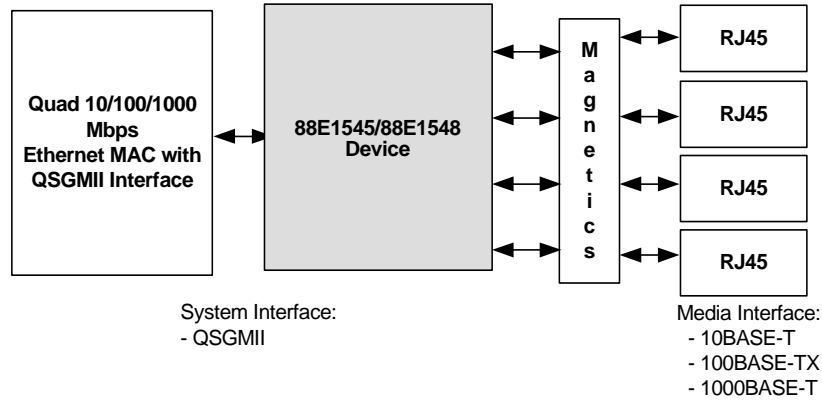 Quad 10/100/1000
Mbps
Ethernet MAC with
QSGMII Interface
88E1545/88E1548
Device
Magnetics
RJ45
RJ45
RJ45
RJ45
System Interface:
- QSGMII
Media Interface:
- 10BASE-T
- 100BASE-TX
- 1000BASE-T